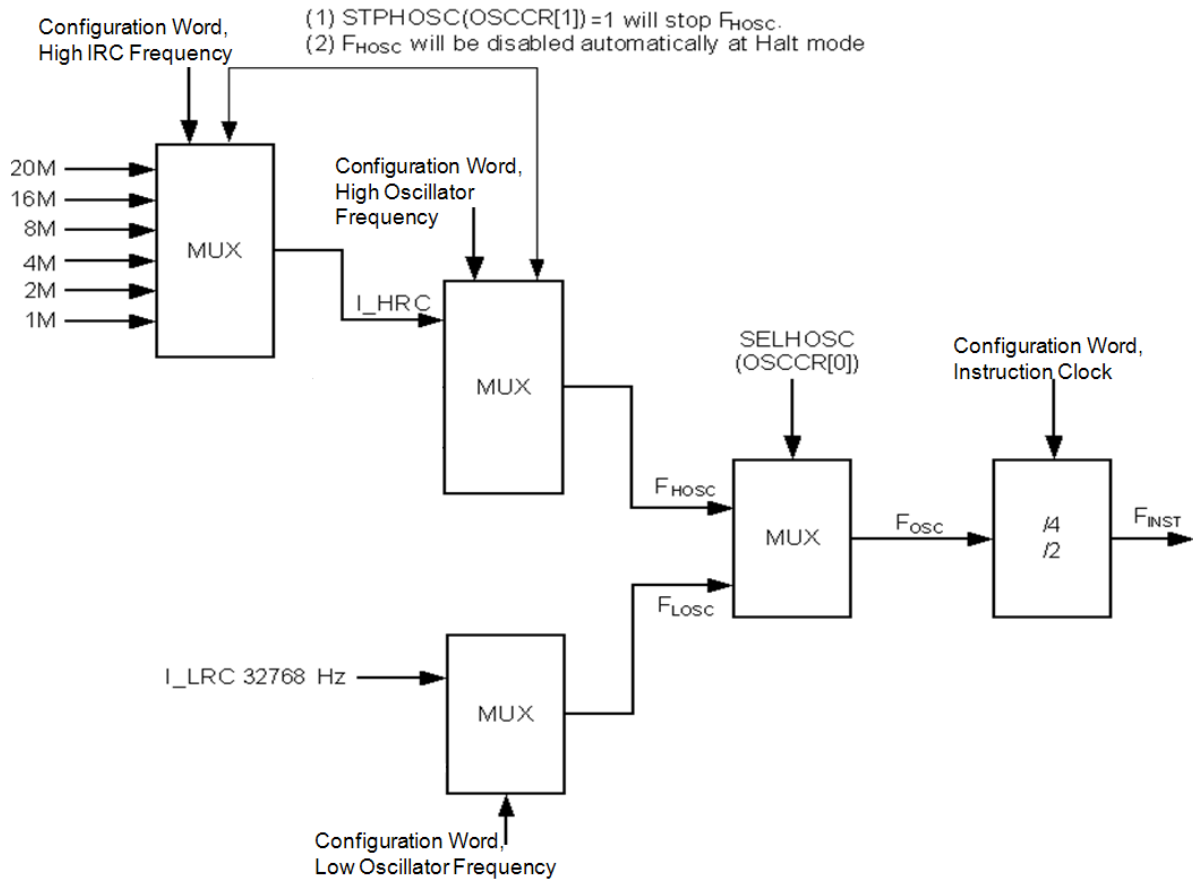 (1) STPHOSC(OSCCR[1])=1 will stop FHOSC.
(2) FHOSC will be disabled automatically at Halt mode
Configuration Word,
High IRC Frequency
20M
16M
8M
4M
2M
1M
MUX
I_HRC
Configuration Word,
High Oscillator
Frequency
MUX
FHOSC
SELHOSC
(OSCCR[0])
MUX
FLOSC
FOSC
Configuration Word,
Instruction Clock
/4
/2
FINST
I_LRC 32768 Hz
MUX
Configuration Word,
Low Oscillator Frequency